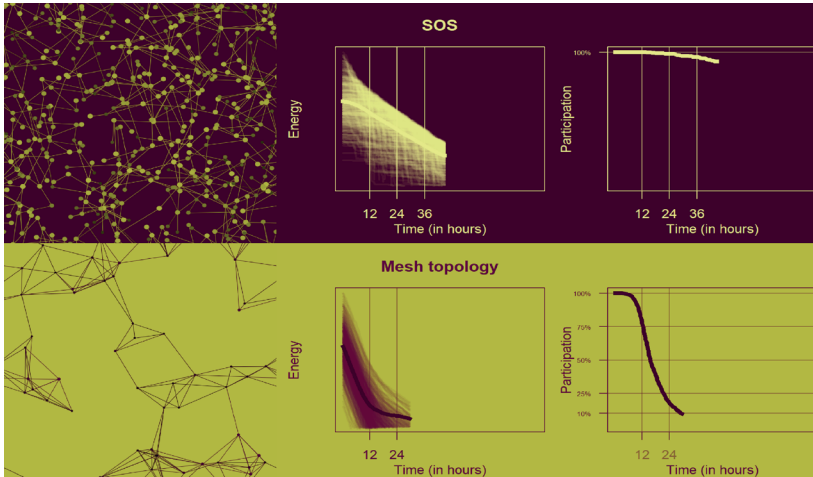 SOS
Energy
12 24 36
Time (in hours)
100%
Participation
12 24 36
Time (in hours)
Mesh topology
Energy
12 24
Time (in hours)
100%
70%
50%
25%
10%
Participation
12 24
Time (in hours)